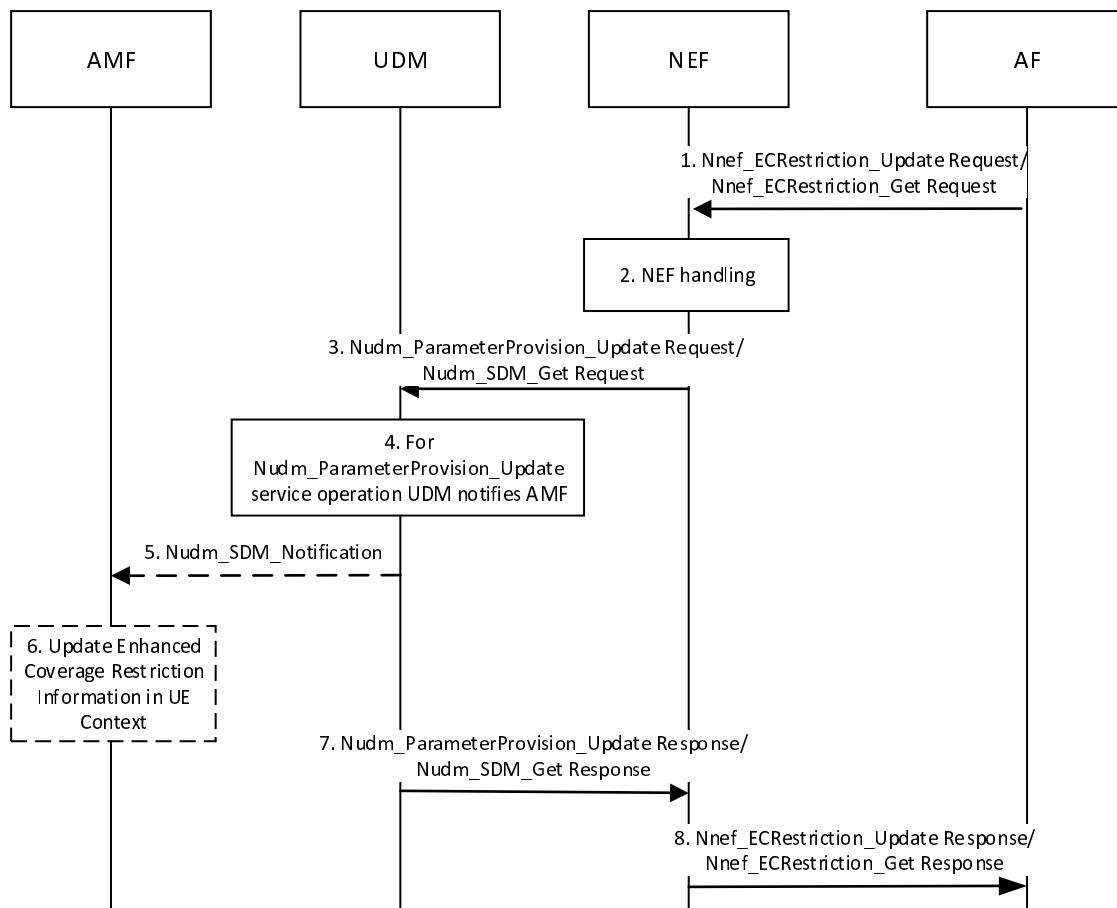 AMF
UDM
NEF
AF
1. Nnef_ECRestriction_Update Request/
Nnef_ECRestriction_Get Request
2. NEF handling
3. Nudm_ParameterProvision_Update Request/
Nudm_SDM_Get Request
4. For
Nudm_ParameterProvision_Update
service operation UDM notifies AMF
5. Nudm_SDM_Notification
6. Update Enhanced
Coverage Restriction
Information in UE
Context
7. Nudm_ParameterProvision_Update Response/
Nudm_SDM_Get Response
8. Nnef_ECRestriction_Update Response/
Nnef_ECRestriction_Get Response